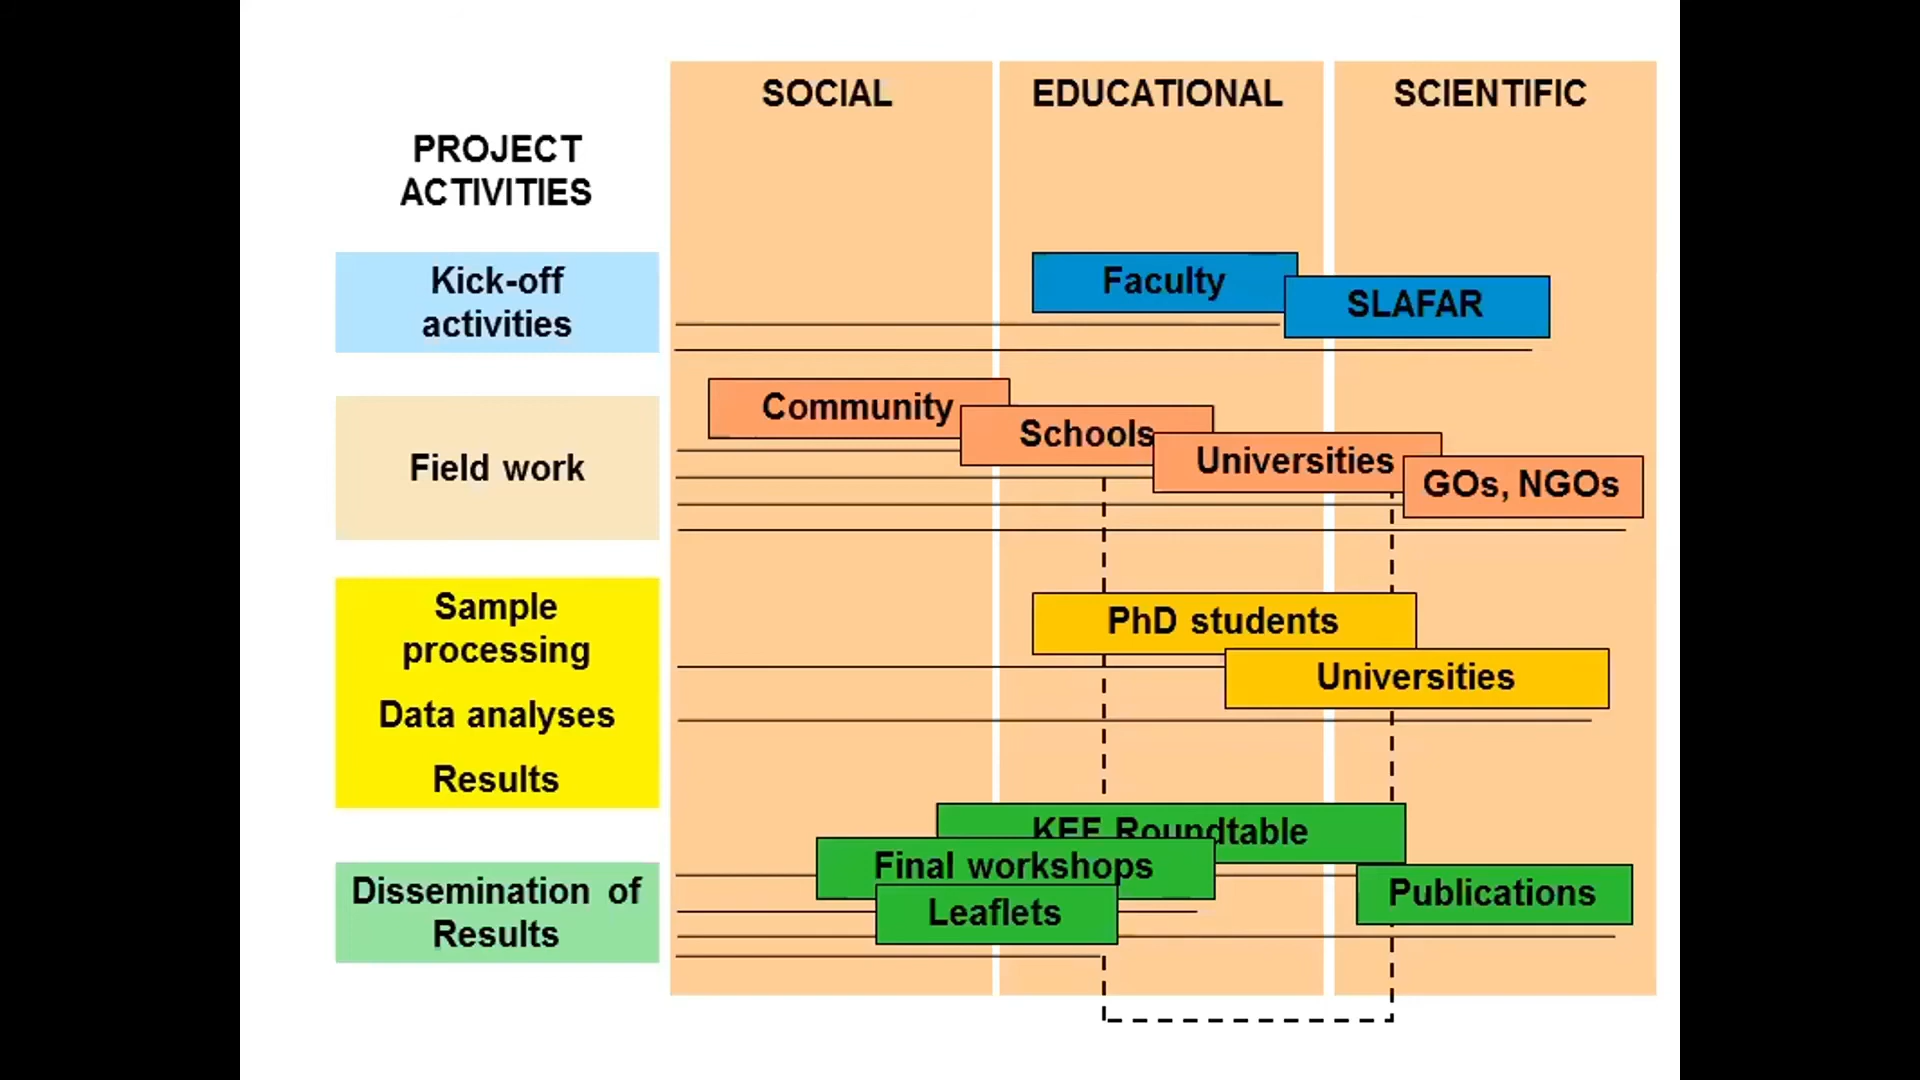 SOCIAL
EDUCATIONAL
SCIENTIFIC
PROJECT
ACTIVITIES
Kick-off
activities
Faculty
SLAFAR
Field work
Community
Schools
Universities
GOs, NGOs
Sample
processing
Data analyses
Results
PhD students
Universities
Dissemination of
Results
Roundtable
Final workshops
Leaflets
Publications